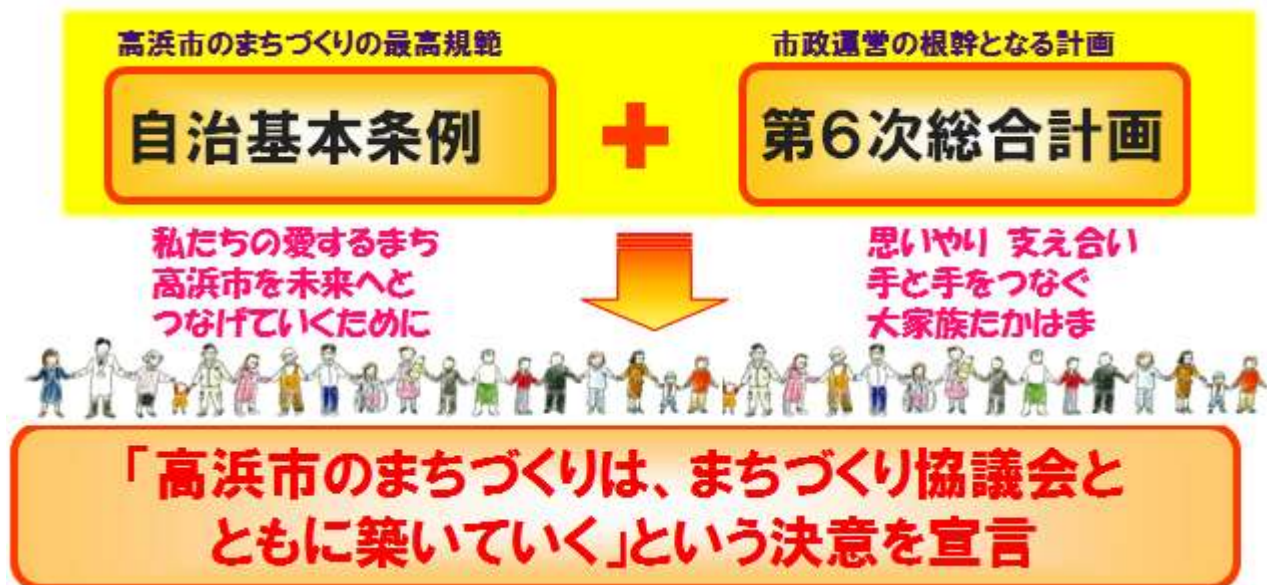 高浜市のまちづくりの最高規範
市政運営の根幹となる計画
自治基本条例
+
第6次総合計画
私たちの愛するまち
高浜市を未来へと
つなげていくために
思いやり 支え合い
手と手をつなぐ
大家族たかはま
「高浜市のまちづくりは、まちづくり協議会と
ともに築いていく」という決意を宣言